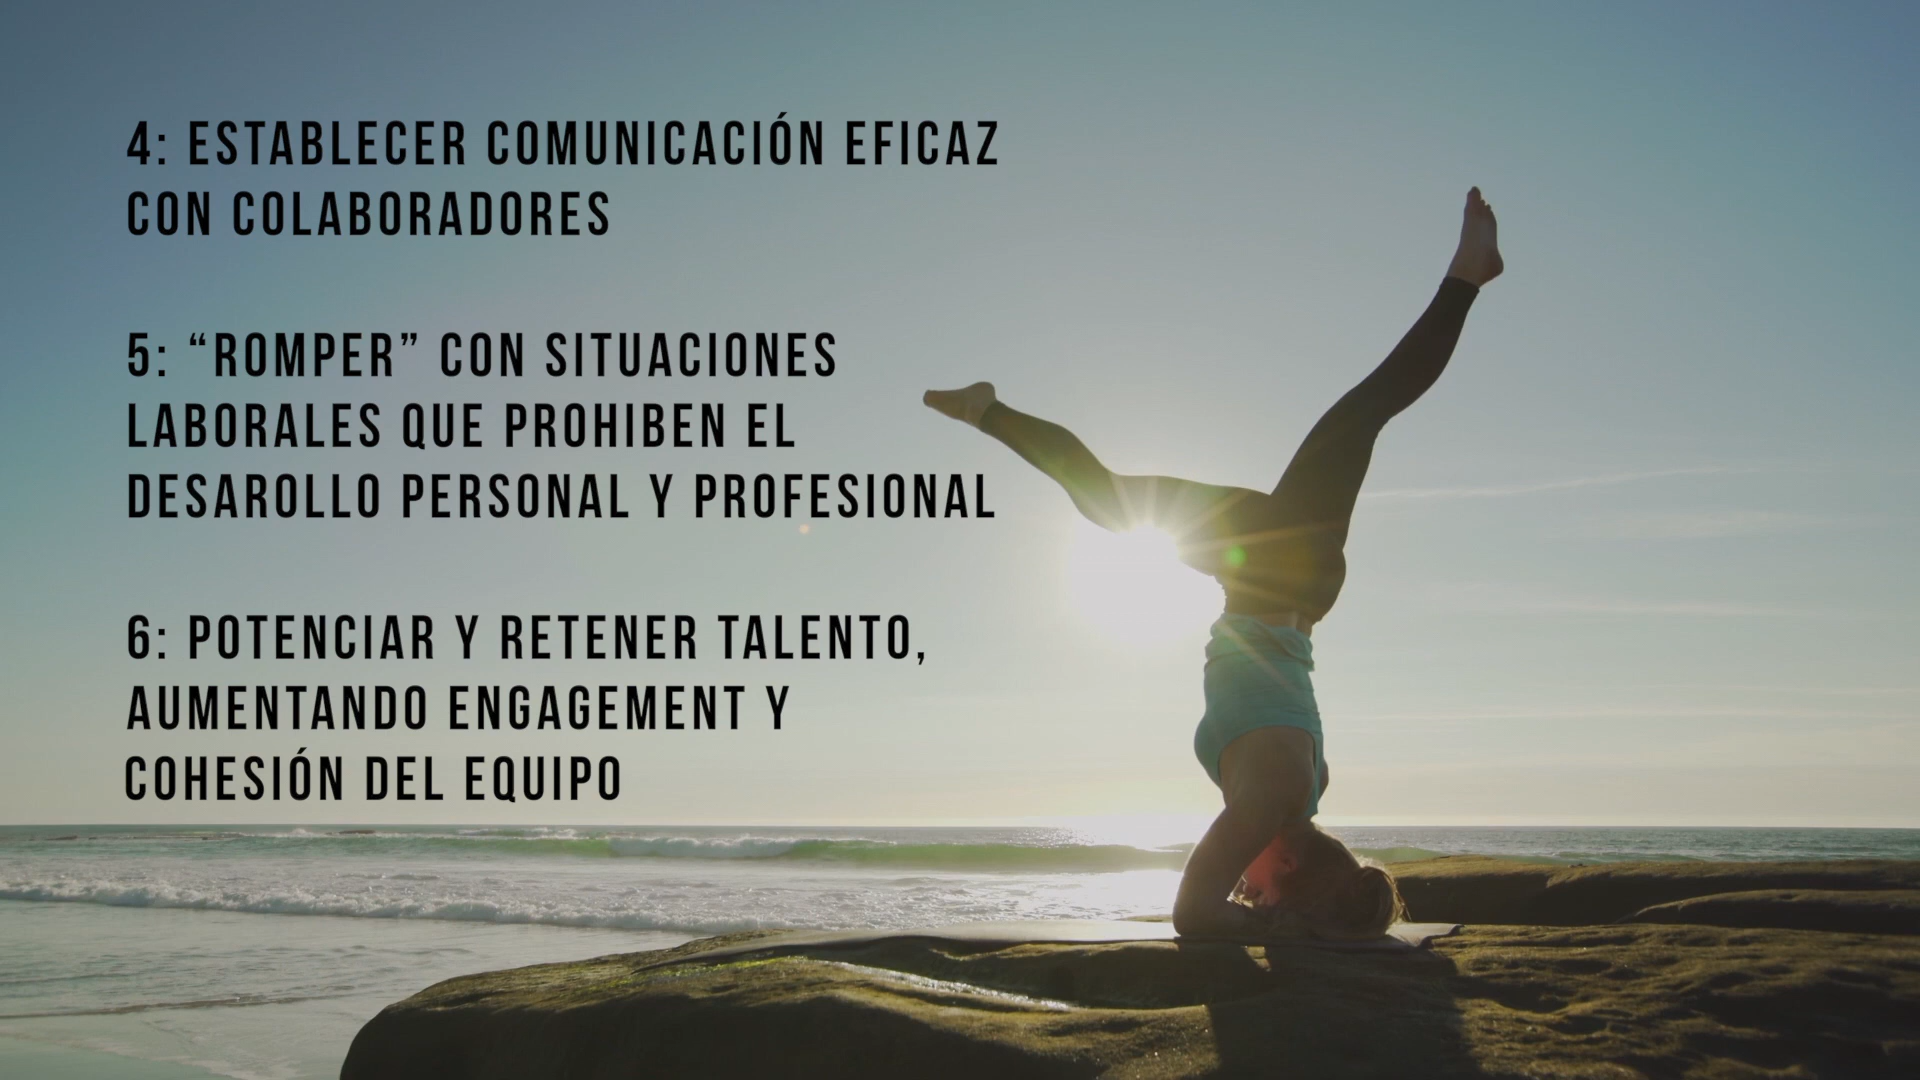 4: ESTABLECER COMUNICACIÓN EFICAZ
CON COLABORADORES
5: “ROMPER” CON SITUACIONES
LABORALES QUE PROHIBEN EL
DESAROLLO PERSONAL Y PROFESIONAL
6: POTENCIAR Y RETENER TALENTO,
AUMENTANDO ENGAGEMENT Y
COHESIÓN DEL EQUIPO